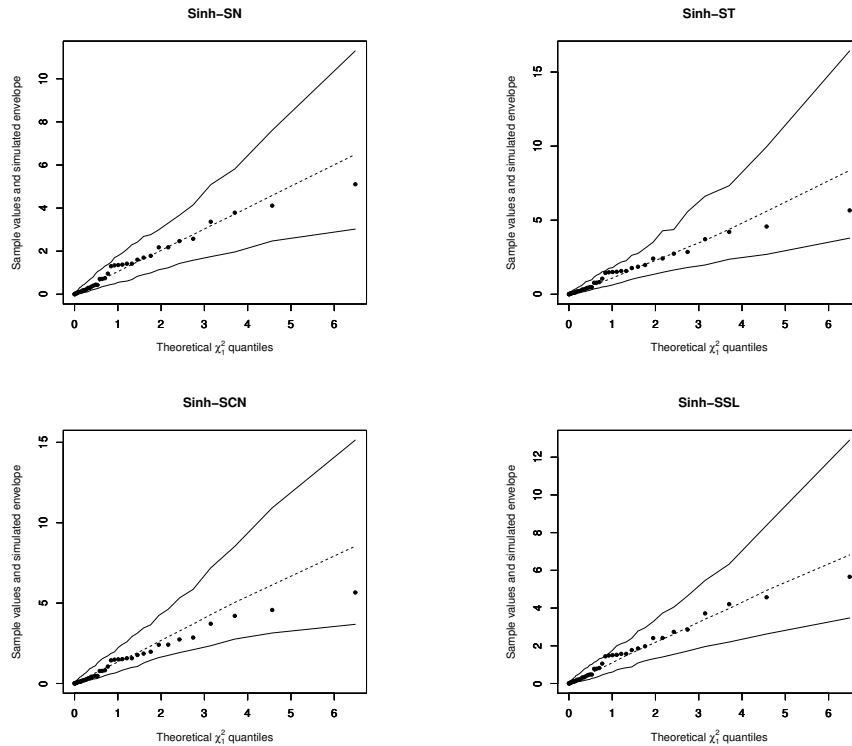 Sinh−SN
Sample values and simulated envelope
0 2 4 6 8 10
0 1 2 3 4 5 6
Theoretical χ₁² quantiles
Sinh−ST
Sample values and simulated envelope
0 5 10 15
0 1 2 3 4 5 6
Theoretical χ₁² quantiles
Sinh−SCN
Sample values and simulated envelope
0 5 10 15
0 1 2 3 4 5 6
Theoretical χ₁² quantiles
Sinh−SSL
Sample values and simulated envelope
0 2 4 6 8 10 12
0 1 2 3 4 5 6
Theoretical χ₁² quantiles